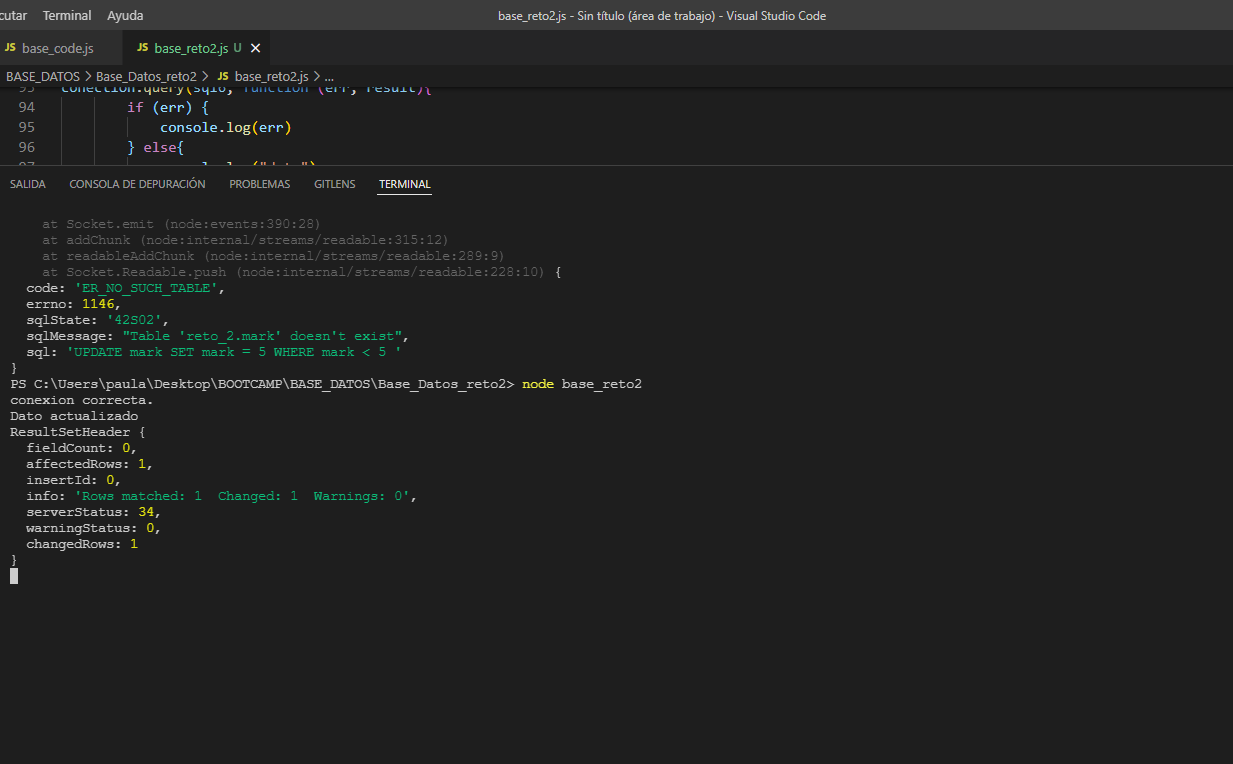 cutar Terminal Ayuda base_reto2.js - Sin título (área de trabajo) - Visual Studio Code
JS base_code.js JS base_reto2.js U ✕
BASE_DATOS > Base_Datos_reto2 > JS base_reto2.js > ...
93 conection.query(sql6, function (err, result){
94 if (err) {
95 console.log(err)
96 } else{
97
SALIDA CONSOLA DE DEPURACIÓN PROBLEMAS GITLENS TERMINAL
at Socket.emit (node:events:390:28)
at addChunk (node:internal/streams/readable:315:12)
at readableAddChunk (node:internal/streams/readable:289:9)
at Socket.Readable.push (node:internal/streams/readable:228:10) {
code: 'ER_NO_SUCH_TABLE',
errno: 1146,
sqlState: '42S02',
sqlMessage: "Table 'reto_2.mark' doesn't exist",
sql: 'UPDATE mark SET mark = 5 WHERE mark < 5 '
}
PS C:\Users\paula\Desktop\BOOTCAMP\BASE_DATOS\Base_Datos_reto2> node base_reto2
conexion correcta.
Dato actualizado
ResultSetHeader {
fieldCount: 0,
affectedRows: 1,
insertId: 0,
info: 'Rows matched: 1  Changed: 1  Warnings: 0',
serverStatus: 34,
warningStatus: 0,
changedRows: 1
}